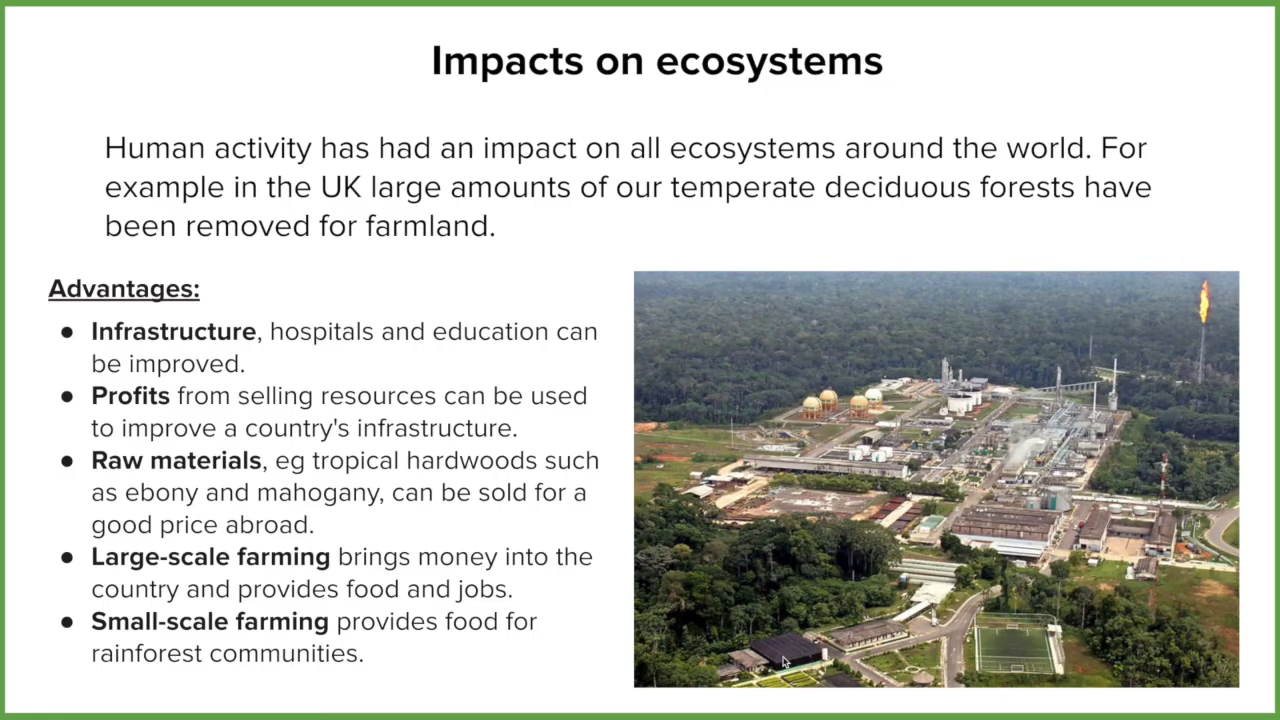 Impacts on ecosystems
Human activity has had an impact on all ecosystems around the world. For
example in the UK large amounts of our temperate deciduous forests have
been removed for farmland.
Advantages:
● Infrastructure, hospitals and education can
be improved.
● Profits from selling resources can be used
to improve a country's infrastructure.
● Raw materials, eg tropical hardwoods such
as ebony and mahogany, can be sold for a
good price abroad.
● Large-scale farming brings money into the
country and provides food and jobs.
● Small-scale farming provides food for
rainforest communities.